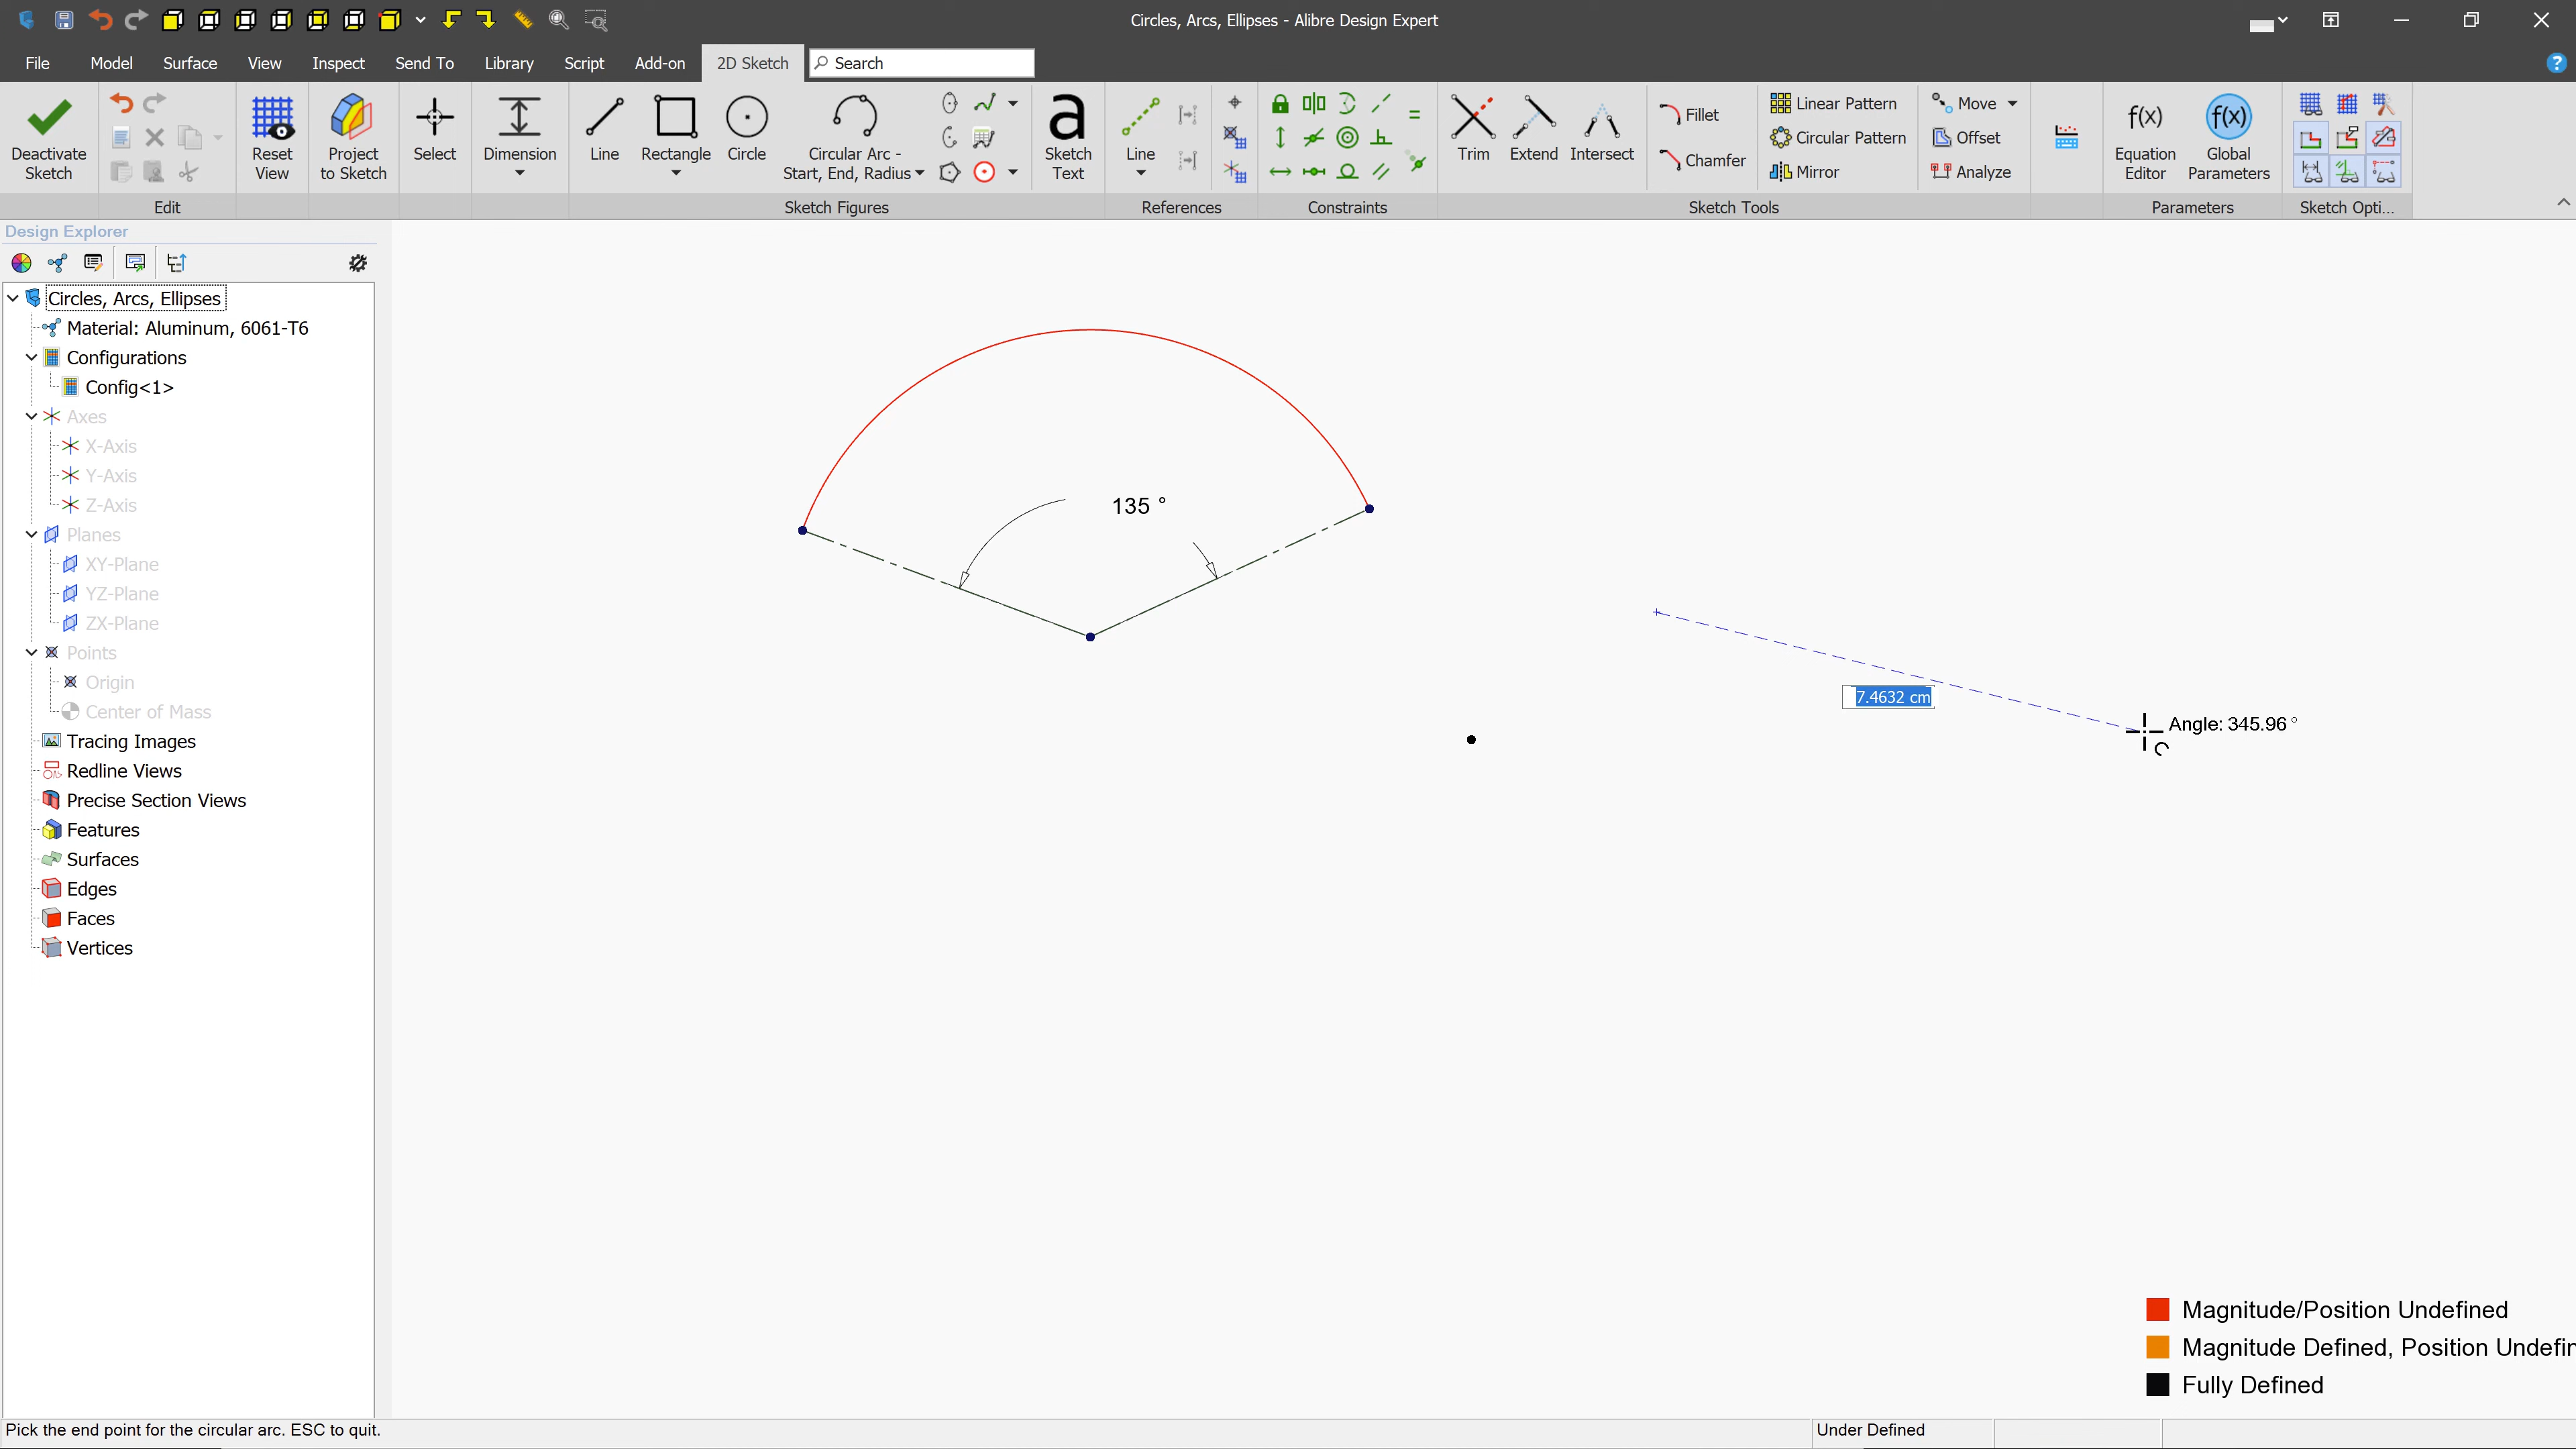 Circles, Arcs, Ellipses - Alibre Design Expert
File Model Surface View Inspect Send To Library Script Add-on 2D Sketch Search
Deactivate Sketch
Reset View
Project to Sketch
Select
Dimension
Line
Rectangle
Circle
Circular Arc - Start, End, Radius
Sketch Text
Line
Trim
Extend
Intersect
Fillet
Chamfer
Linear Pattern
Circular Pattern
Mirror
Move
Offset
Analyze
Equation Editor
Global Parameters
f(x)
f(x)
a
Edit
Sketch Figures
References
Constraints
Sketch Tools
Parameters
Sketch Opti...
Design Explorer
Circles, Arcs, Ellipses
Material: Aluminum, 6061-T6
Configurations
Config<1>
Axes
X-Axis
Y-Axis
Z-Axis
Planes
XY-Plane
YZ-Plane
ZX-Plane
Points
Origin
Center of Mass
Tracing Images
Redline Views
Precise Section Views
Features
Surfaces
Edges
Faces
Vertices
135 °
7.4632 cm
Angle: 345.96 °
Magnitude/Position Undefined
Magnitude Defined, Position Undefin
Fully Defined
Pick the end point for the circular arc. ESC to quit.
Under Defined